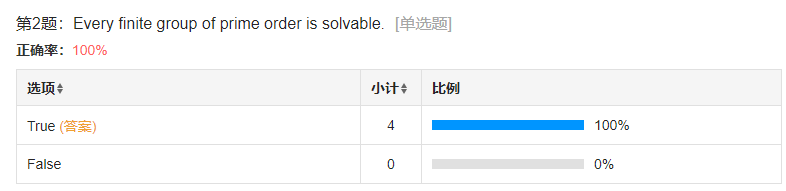 第2题：Every finite group of prime order is solvable. [单选题]
正确率：100%
选项 小计 比例
True (答案) 4 100%
False 0 0%